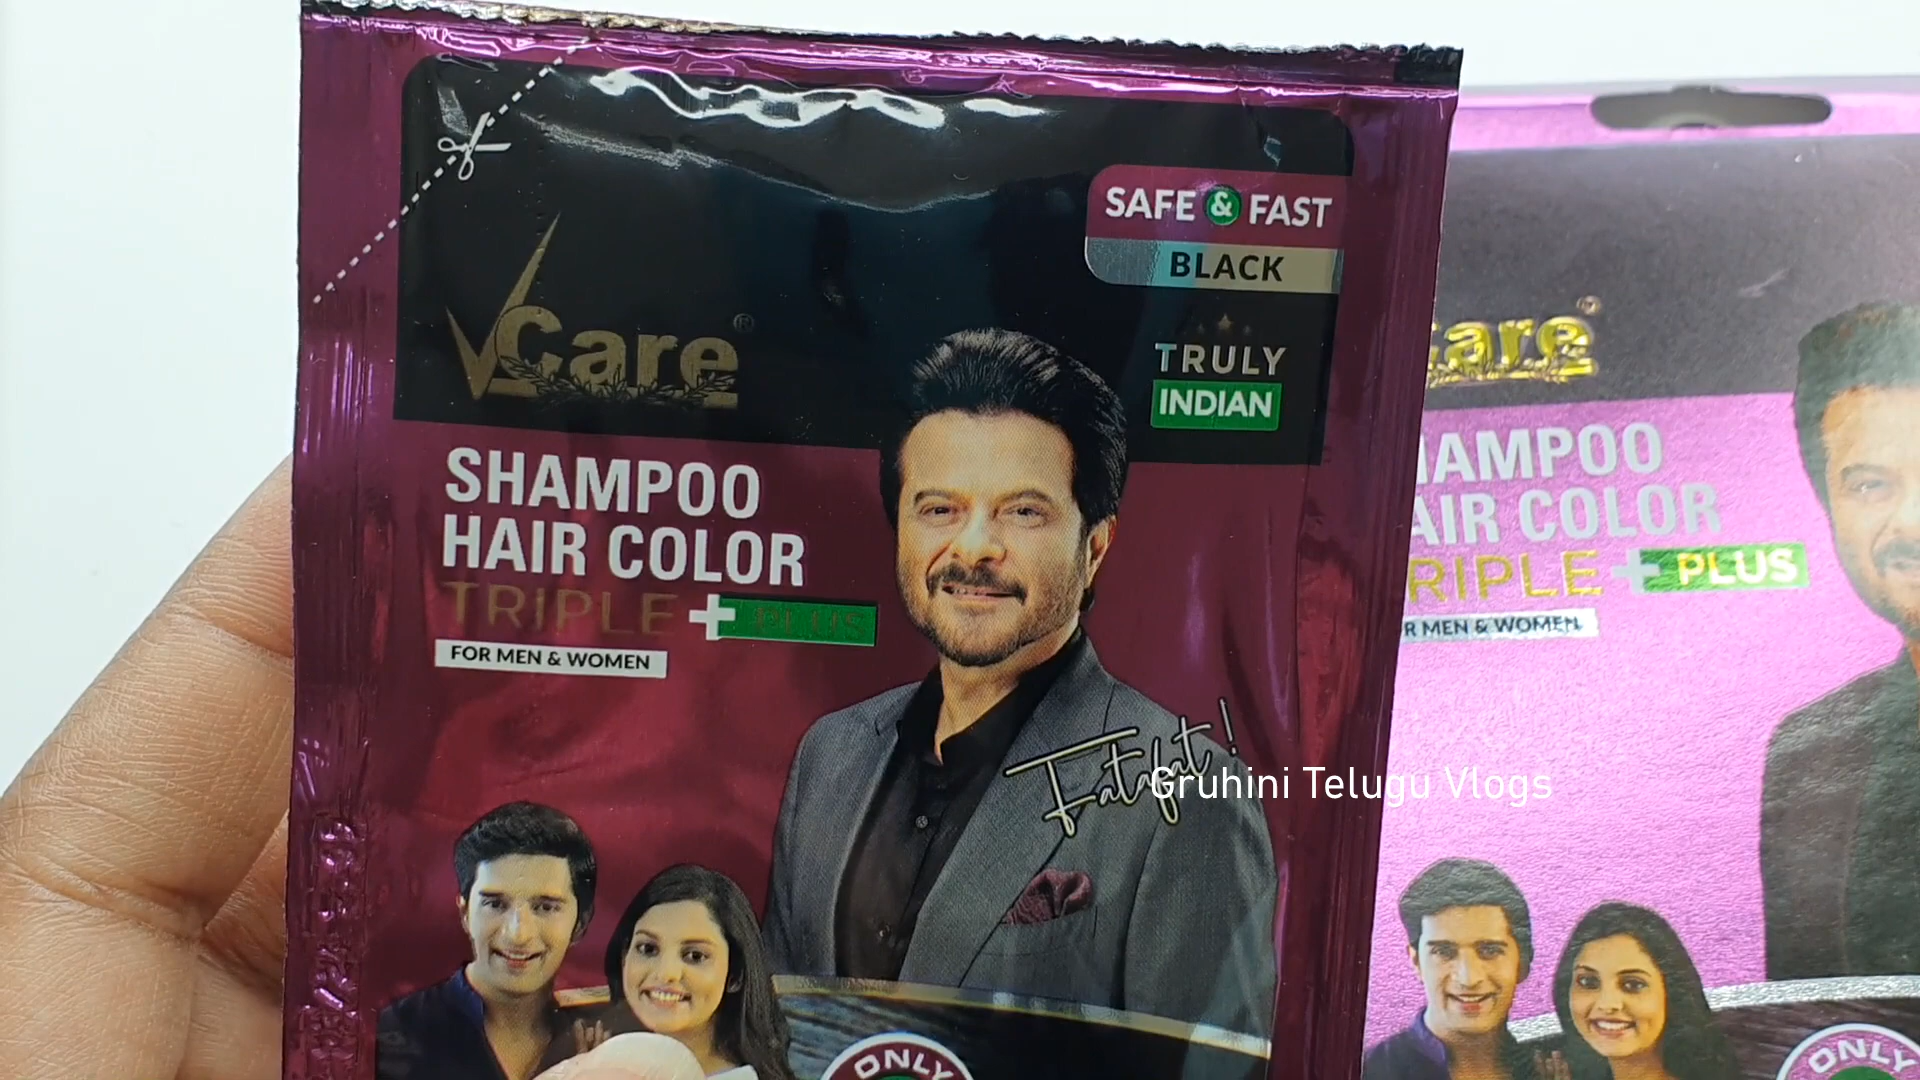 SAFE & FAST
BLACK
VCare®
TRULY
INDIAN
SHAMPOO
HAIR COLOR
TRIPLE + PLUS
FOR MEN & WOMEN
Fatafat!
ONLY
Care®
HAMPOO
AIR COLOR
RIPLE + PLUS
R MEN & WOMEN
ONLY
Gruhini Telugu Vlogs